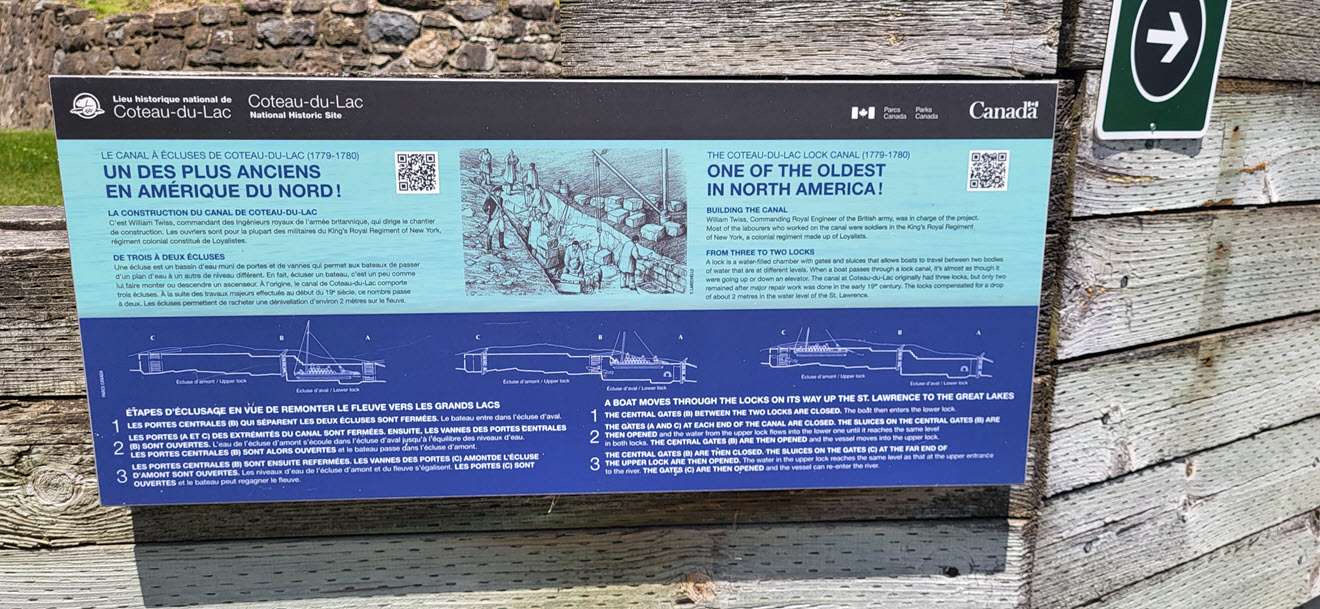 Lieu historique national de
Coteau-du-Lac
Coteau-du-Lac
National Historic Site
Parcs
Canada
Parks
Canada
Canada
LE CANAL À ÉCLUSES DE COTEAU-DU-LAC (1779-1780)
UN DES PLUS ANCIENS
EN AMÉRIQUE DU NORD !
LA CONSTRUCTION DU CANAL DE COTEAU-DU-LAC
C'est William Twiss, commandant des Ingénieurs royaux de l'armée britannique, qui dirige le chantier
de construction. Les ouvriers sont pour la plupart des militaires du King's Royal Regiment of New York,
régiment colonial constitué de Loyalistes.
DE TROIS À DEUX ÉCLUSES
Une écluse est un bassin d'eau muni de portes et de vannes qui permet aux bateaux de passer
d'un plan d'eau à un autre de niveau différent. En fait, écluser un bateau, c'est un peu comme
lui faire monter ou descendre un ascenseur. À l'origine, le canal de Coteau-du-Lac comporte
trois écluses. À la suite des travaux majeurs effectués au début du 19e siècle, ce nombre passe
à deux. Les écluses permettent de racheter une dénivellation d'environ 2 mètres sur le fleuve.
THE COTEAU-DU-LAC LOCK CANAL (1779-1780)
ONE OF THE OLDEST
IN NORTH AMERICA !
BUILDING THE CANAL
William Twiss, Commanding Royal Engineer of the British army, was in charge of the project.
Most of the labourers who worked on the canal were soldiers in the King's Royal Regiment
of New York, a colonial regiment made up of Loyalists.
FROM THREE TO TWO LOCKS
A lock is a water-filled chamber with gates and sluices that allows boats to travel between two bodies
of water that are at different levels. When a boat passes through a lock canal, it's almost as though it
were going up or down an elevator. The canal at Coteau-du-Lac originally had three locks, but only two
remained after major repair work was done in the early 19th century. The locks compensated for a drop
of about 2 metres in the water level of the St. Lawrence.
C B A
Écluse d'amont / Upper lock
Écluse d'aval / Lower lock
C B A
Écluse d'amont / Upper lock
Écluse d'aval / Lower lock
C B A
Écluse d'amont / Upper lock
Écluse d'aval / Lower lock
PARCS CANADA
ÉTAPES D'ÉCLUSAGE EN VUE DE REMONTER LE FLEUVE VERS LES GRANDS LACS
1 LES PORTES CENTRALES (B) QUI SÉPARENT LES DEUX ÉCLUSES SONT FERMÉES. Le bateau entre dans l'écluse d'aval.
2 LES PORTES (A ET C) DES EXTRÉMITÉS DU CANAL SONT FERMÉES. ENSUITE, LES VANNES DES PORTES CENTRALES
(B) SONT OUVERTES. L'eau de l'écluse d'amont s'écoule dans l'écluse d'aval jusqu'à l'équilibre des niveaux d'eau.
LES PORTES CENTRALES (B) SONT ALORS OUVERTES et le bateau passe dans l'écluse d'amont.
3 LES PORTES CENTRALES (B) SONT ENSUITE REFERMÉES. LES VANNES DES PORTES (C) AMONTDE L'ÉCLUSE
D'AMONT SONT OUVERTES. Les niveaux d'eau de l'écluse d'amont et du fleuve s'égalisent. LES PORTES (C) SONT
OUVERTES et le bateau peut regagner le fleuve.
A BOAT MOVES THROUGH THE LOCKS ON ITS WAY UP THE ST. LAWRENCE TO THE GREAT LAKES
1 THE CENTRAL GATES (B) BETWEEN THE TWO LOCKS ARE CLOSED. The boat then enters the lower lock.
2 THE GATES (A AND C) AT EACH END OF THE CANAL ARE CLOSED. THE SLUICES ON THE CENTRAL GATES (B) ARE
THEN OPENED and the water from the upper lock flows into the lower one until it reaches the same level
in both locks. THE CENTRAL GATES (B) ARE THEN OPENED and the vessel moves into the upper lock.
3 THE CENTRAL GATES (B) ARE THEN CLOSED. THE SLUICES ON THE GATES (C) AT THE FAR END OF
THE UPPER LOCK ARE THEN OPENED. The water in the upper lock reaches the same level as that at the upper entrance
to the river. THE GATES (C) ARE THEN OPENED and the vessel can re-enter the river.